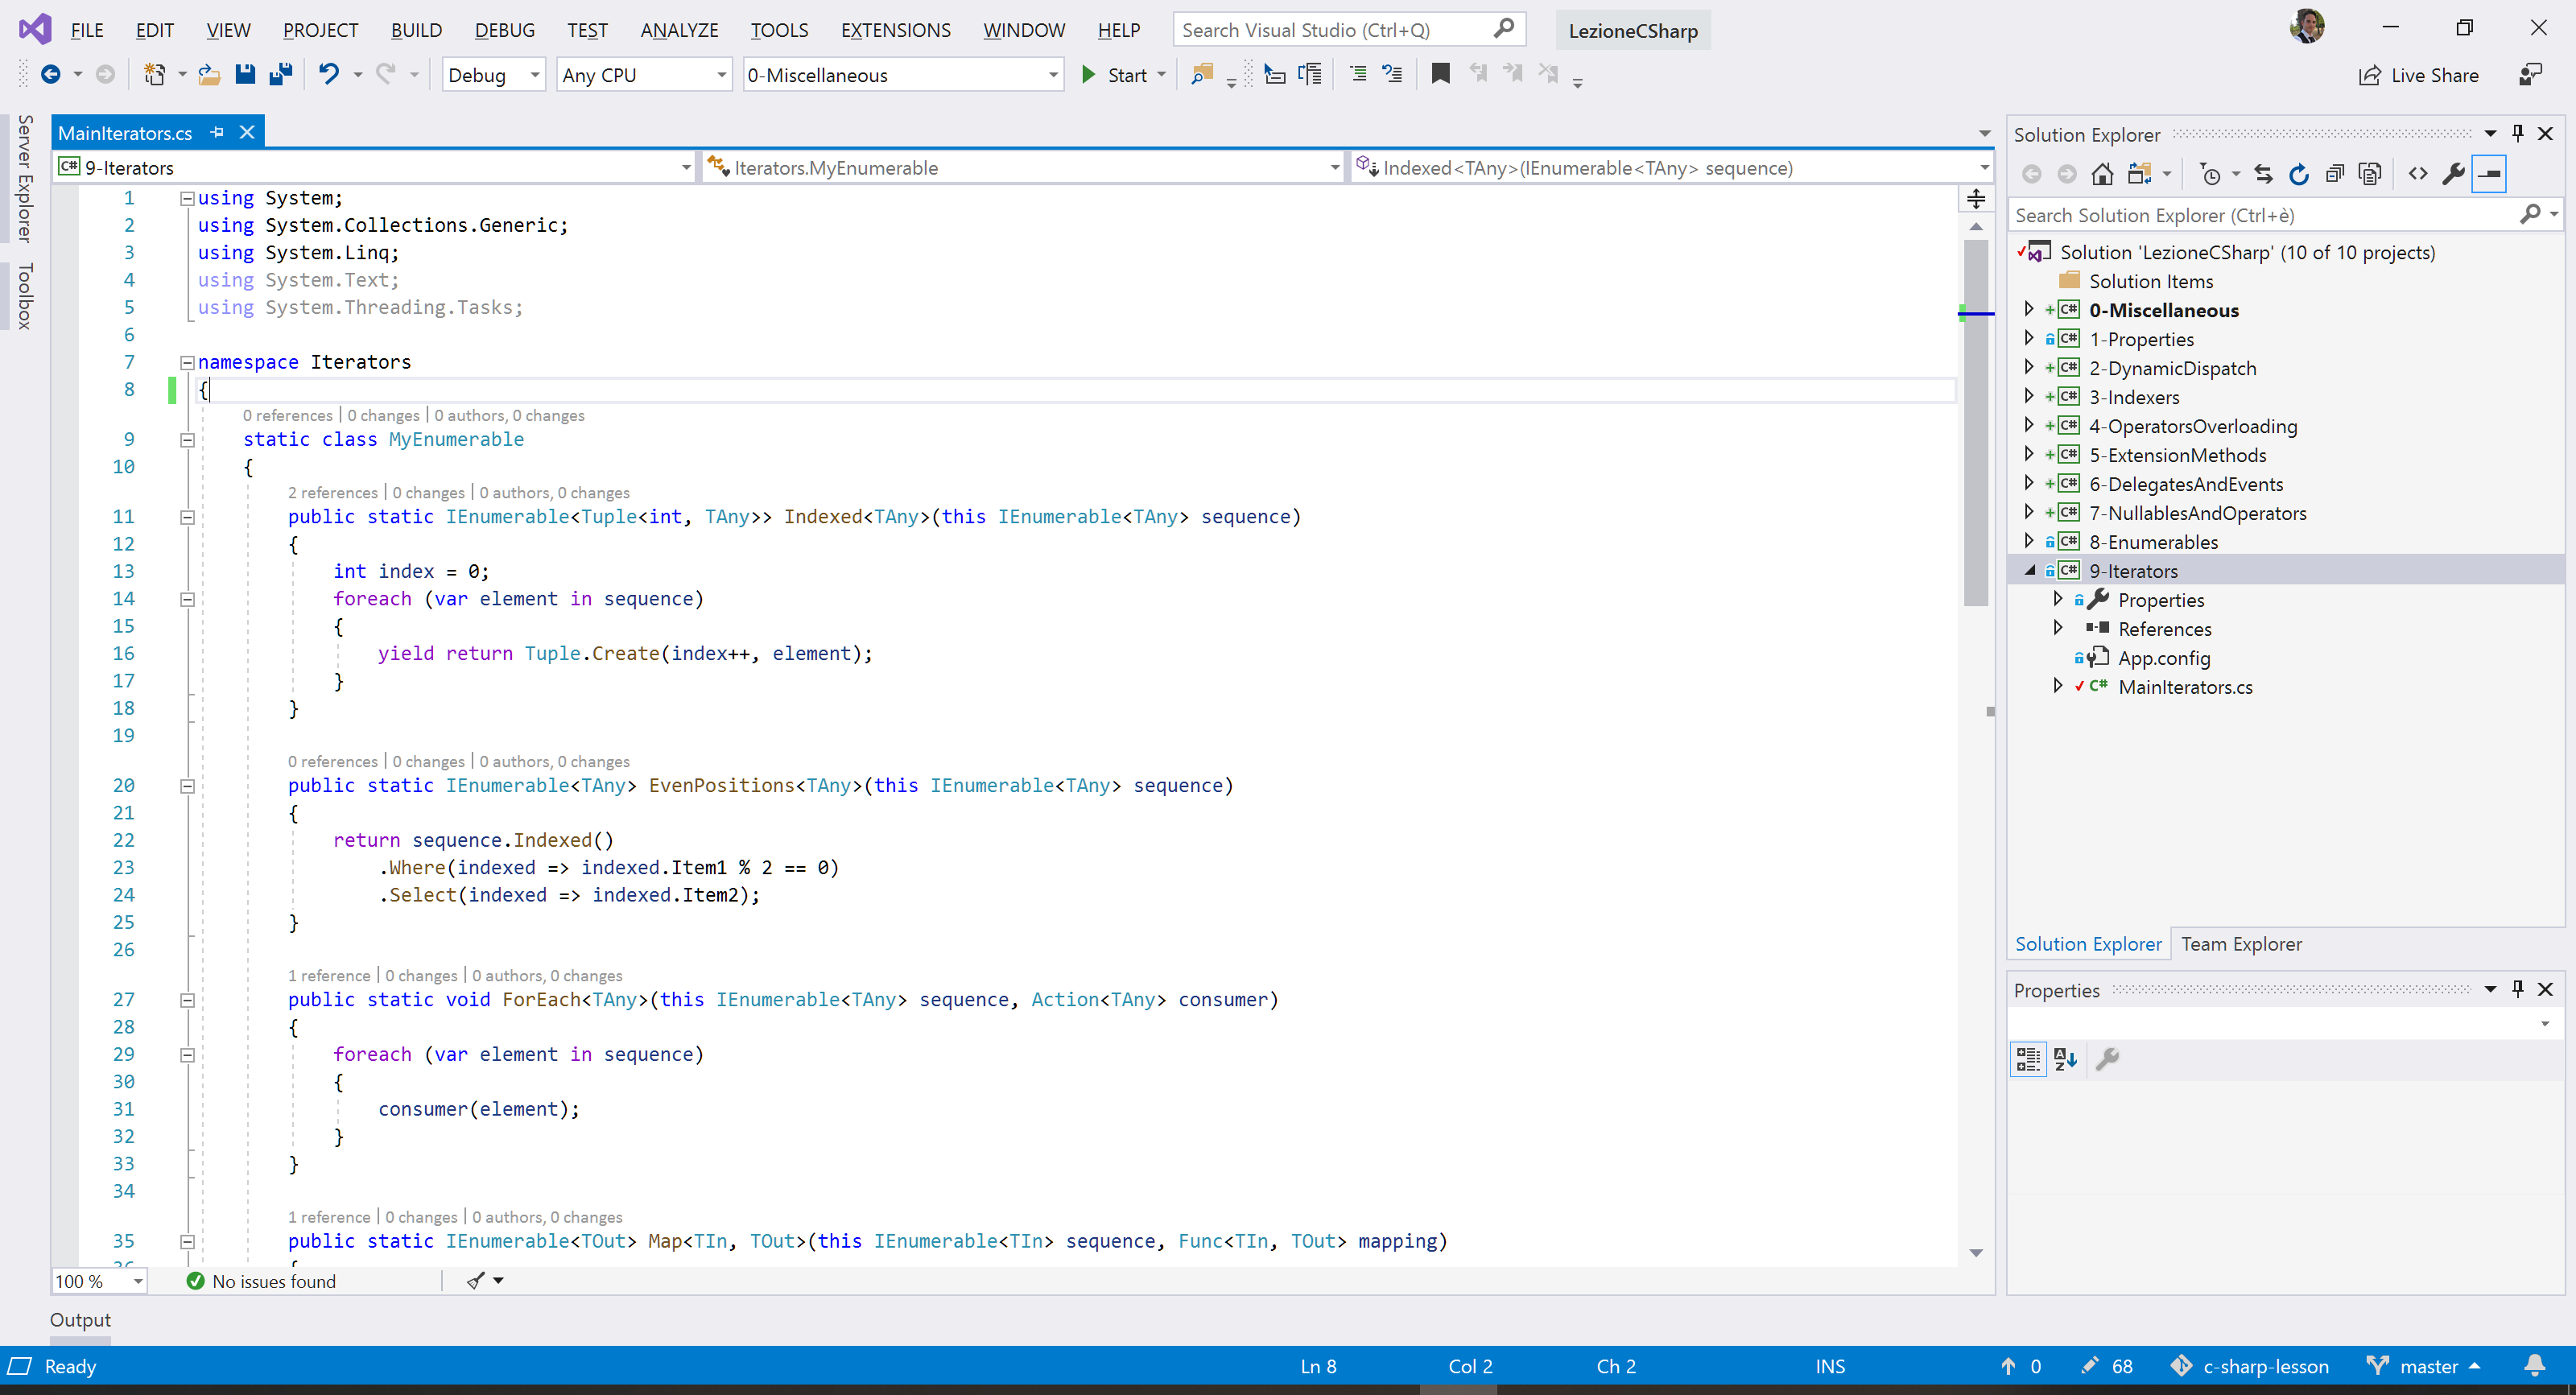 FILE EDIT VIEW PROJECT BUILD DEBUG TEST ANALYZE TOOLS EXTENSIONS WINDOW HELP Search Visual Studio (Ctrl+Q) LezioneCSharp
Debug Any CPU 0-Miscellaneous Start Live Share
Server Explorer
Toolbox
MainIterators.cs
C# 9-Iterators Iterators.MyEnumerable Indexed<TAny>(IEnumerable<TAny> sequence)
1 using System;
2 using System.Collections.Generic;
3 using System.Linq;
4 using System.Text;
5 using System.Threading.Tasks;
6
7 namespace Iterators
8 {
0 references | 0 changes | 0 authors, 0 changes
9 static class MyEnumerable
10 {
2 references | 0 changes | 0 authors, 0 changes
11 public static IEnumerable<Tuple<int, TAny>> Indexed<TAny>(this IEnumerable<TAny> sequence)
12 {
13 int index = 0;
14 foreach (var element in sequence)
15 {
16 yield return Tuple.Create(index++, element);
17 }
18 }
19
0 references | 0 changes | 0 authors, 0 changes
20 public static IEnumerable<TAny> EvenPositions<TAny>(this IEnumerable<TAny> sequence)
21 {
22 return sequence.Indexed()
23 .Where(indexed => indexed.Item1 % 2 == 0)
24 .Select(indexed => indexed.Item2);
25 }
26
1 reference | 0 changes | 0 authors, 0 changes
27 public static void ForEach<TAny>(this IEnumerable<TAny> sequence, Action<TAny> consumer)
28 {
29 foreach (var element in sequence)
30 {
31 consumer(element);
32 }
33 }
34
1 reference | 0 changes | 0 authors, 0 changes
35 public static IEnumerable<TOut> Map<TIn, TOut>(this IEnumerable<TIn> sequence, Func<TIn, TOut> mapping)
36 {
100 % No issues found
Output
Solution Explorer
Search Solution Explorer (Ctrl+è)
Solution 'LezioneCSharp' (10 of 10 projects)
Solution Items
C# 0-Miscellaneous
C# 1-Properties
C# 2-DynamicDispatch
C# 3-Indexers
C# 4-OperatorsOverloading
C# 5-ExtensionMethods
C# 6-DelegatesAndEvents
C# 7-NullablesAndOperators
C# 8-Enumerables
C# 9-Iterators
Properties
References
App.config
C# MainIterators.cs
Solution Explorer Team Explorer
Properties
Ready Ln 8 Col 2 Ch 2 INS 0 68 c-sharp-lesson master